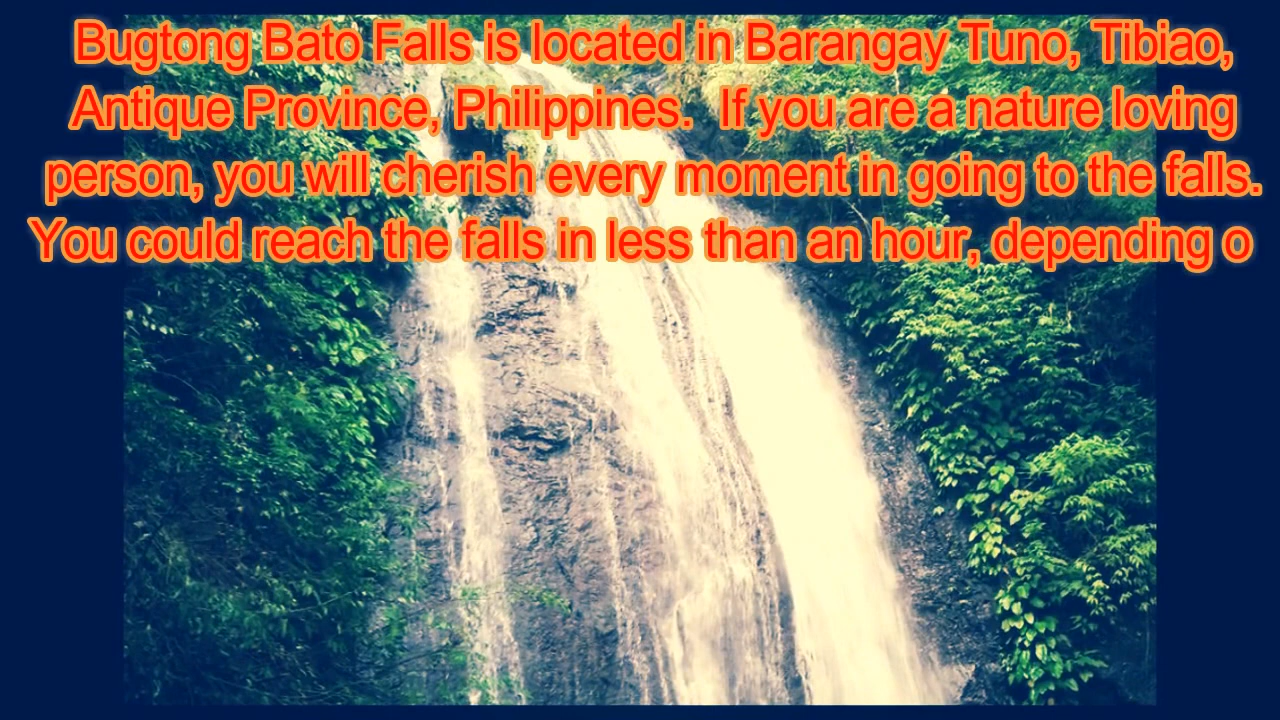 Bugtong Bato Falls is located in Barangay Tuno, Tibiao,
Antique Province, Philippines.  If you are a nature loving
person, you will cherish every moment in going to the falls.
You could reach the falls in less than an hour, depending o